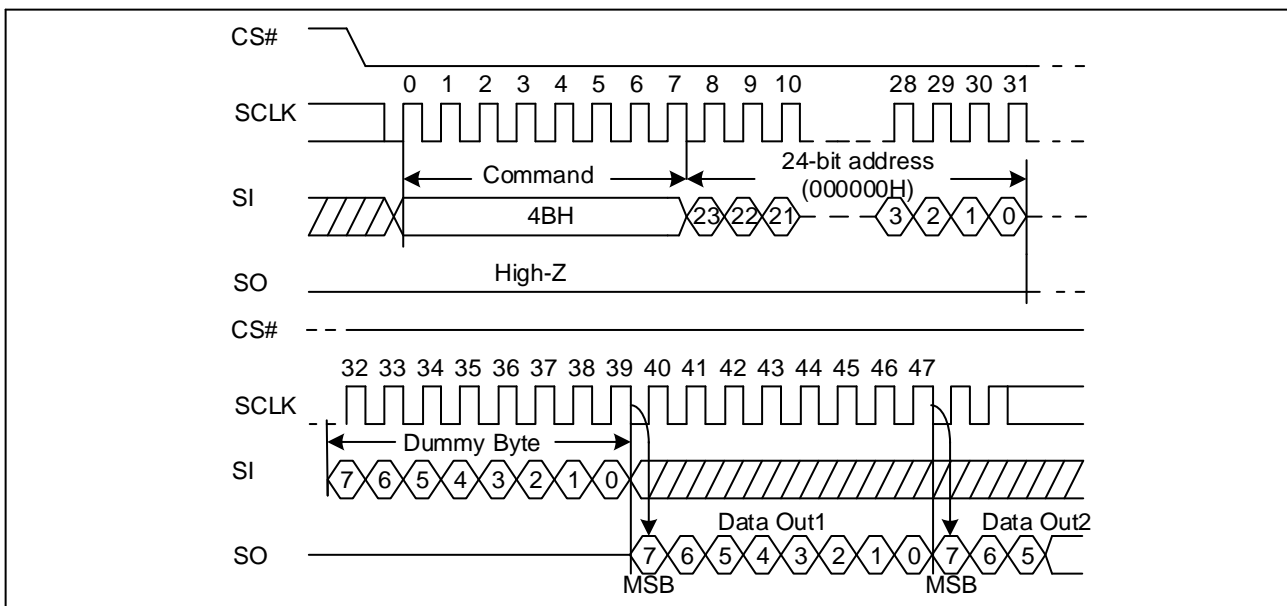 CS#
0 1 2 3 4 5 6 7 8 9 10 28 29 30 31
SCLK
Command
24-bit address
(000000H)
SI
4BH
23 22 21 3 2 1 0
High-Z
SO
CS#
32 33 34 35 36 37 38 39 40 41 42 43 44 45 46 47
SCLK
Dummy Byte
SI
7 6 5 4 3 2 1 0
Data Out1 Data Out2
SO
7 6 5 4 3 2 1 0 7 6 5
MSB MSB